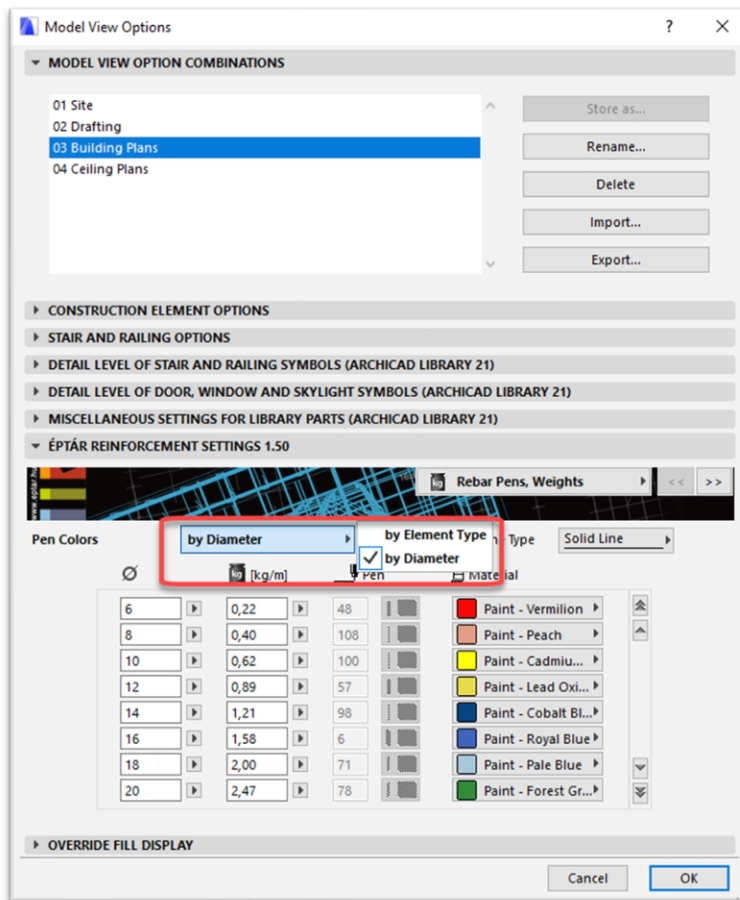 Model View Options
? X
MODEL VIEW OPTION COMBINATIONS
01 Site
02 Drafting
03 Building Plans
04 Ceiling Plans
Store as...
Rename...
Delete
Import...
Export...
CONSTRUCTION ELEMENT OPTIONS
STAIR AND RAILING OPTIONS
DETAIL LEVEL OF STAIR AND RAILING SYMBOLS (ARCHICAD LIBRARY 21)
DETAIL LEVEL OF DOOR, WINDOW AND SKYLIGHT SYMBOLS (ARCHICAD LIBRARY 21)
MISCELLANEOUS SETTINGS FOR LIBRARY PARTS (ARCHICAD LIBRARY 21)
ÉPTÁR REINFORCEMENT SETTINGS 1.50
www.eptar.hu
kg Rebar Pens, Weights << >>
Pen Colors by Diameter by Element Type Type Solid Line
by Diameter
Ø kg [kg/m] Pen Material
6 0,22 48 Paint - Vermilion
8 0,40 108 Paint - Peach
10 0,62 100 Paint - Cadmiu...
12 0,89 57 Paint - Lead Oxi...
14 1,21 98 Paint - Cobalt Bl...
16 1,58 6 Paint - Royal Blue
18 2,00 71 Paint - Pale Blue
20 2,47 78 Paint - Forest Gr...
OVERRIDE FILL DISPLAY
Cancel OK